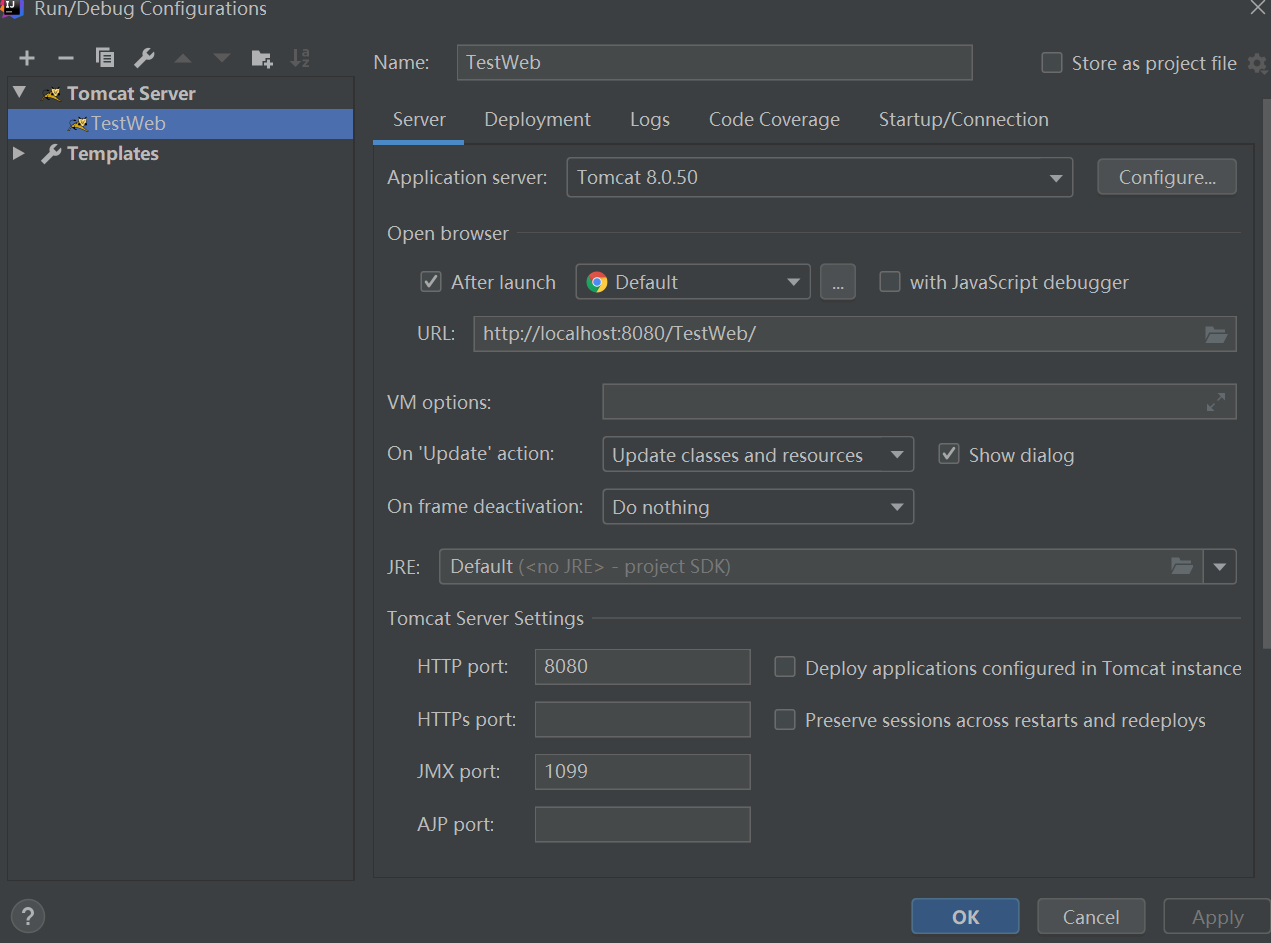 Run/Debug Configurations
Name: TestWeb
Store as project file
Tomcat Server
TestWeb
Templates
Server Deployment Logs Code Coverage Startup/Connection
Application server: Tomcat 8.0.50 Configure...
Open browser
After launch Default ... with JavaScript debugger
URL: http://localhost:8080/TestWeb/
VM options:
On 'Update' action: Update classes and resources Show dialog
On frame deactivation: Do nothing
JRE: Default (<no JRE> - project SDK)
Tomcat Server Settings
HTTP port: 8080 Deploy applications configured in Tomcat instance
HTTPs port: Preserve sessions across restarts and redeploys
JMX port: 1099
AJP port:
? OK Cancel Apply